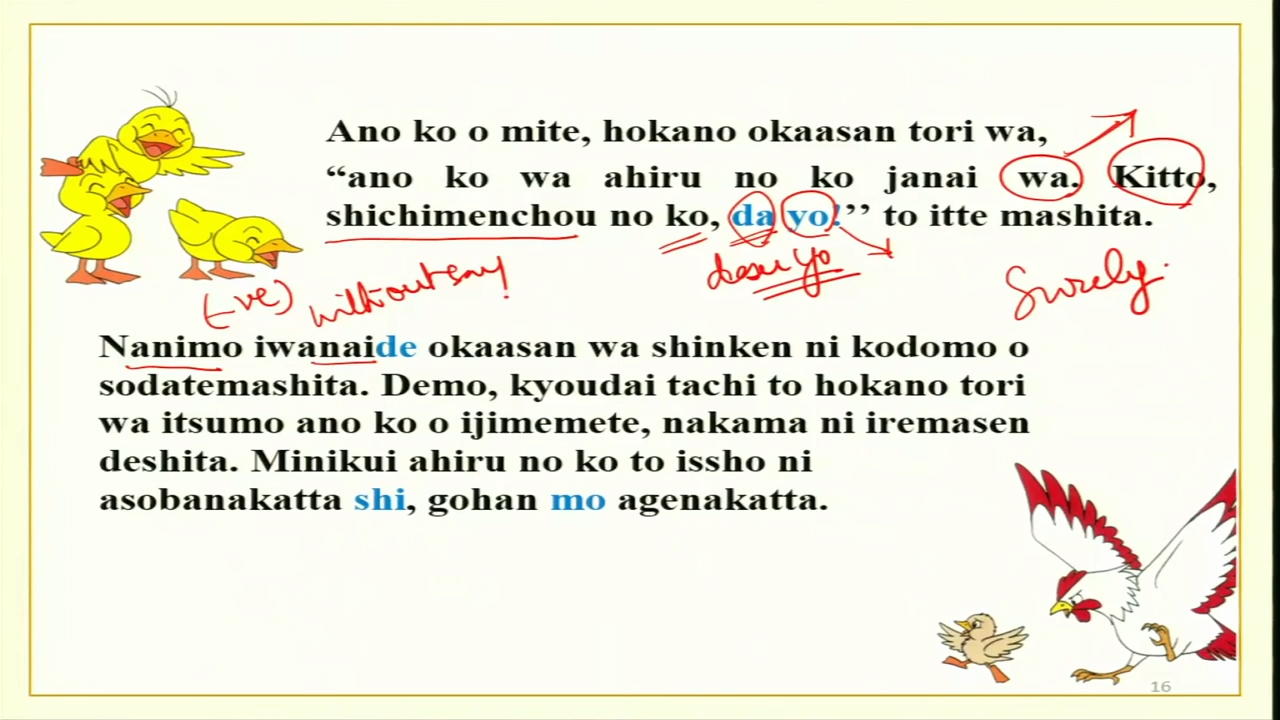 Ano ko o mite, hokano okaasan tori wa,
“ano ko wa ahiru no ko janai wa. Kitto,
shichimenchou no ko, da yo!’’ to itte mashita.
desu yo
Surely.
(-ve) without say!
Nanimo iwanaide okaasan wa shinken ni kodomo o
sodatemashita. Demo, kyoudai tachi to hokano tori
wa itsumo ano ko o ijimemete, nakama ni iremasen
deshita. Minikui ahiru no ko to issho ni
asobanakatta shi, gohan mo agenakatta.
16